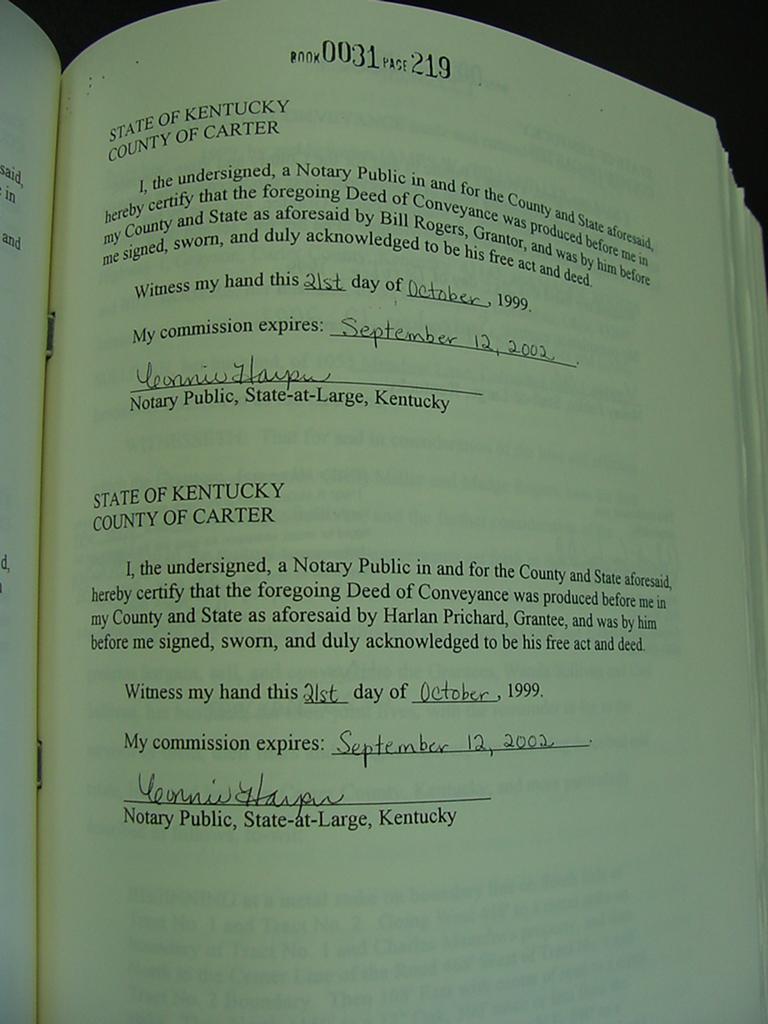 BOOK 0031 PAGE 219
STATE OF KENTUCKY
COUNTY OF CARTER
I, the undersigned, a Notary Public in and for the County and State aforesaid,
hereby certify that the foregoing Deed of Conveyance was produced before me in
my County and State as aforesaid by Bill Rogers, Grantor, and was by him before
me signed, sworn, and duly acknowledged to be his free act and deed.
Witness my hand this 21st day of October, 1999.
My commission expires: September 12, 2002
Connie Harper
Notary Public, State-at-Large, Kentucky
STATE OF KENTUCKY
COUNTY OF CARTER
I, the undersigned, a Notary Public in and for the County and State aforesaid,
hereby certify that the foregoing Deed of Conveyance was produced before me in
my County and State as aforesaid by Harlan Prichard, Grantee, and was by him
before me signed, sworn, and duly acknowledged to be his free act and deed.
Witness my hand this 21st day of October, 1999.
My commission expires: September 12, 2002
Connie Harper
Notary Public, State-at-Large, Kentucky